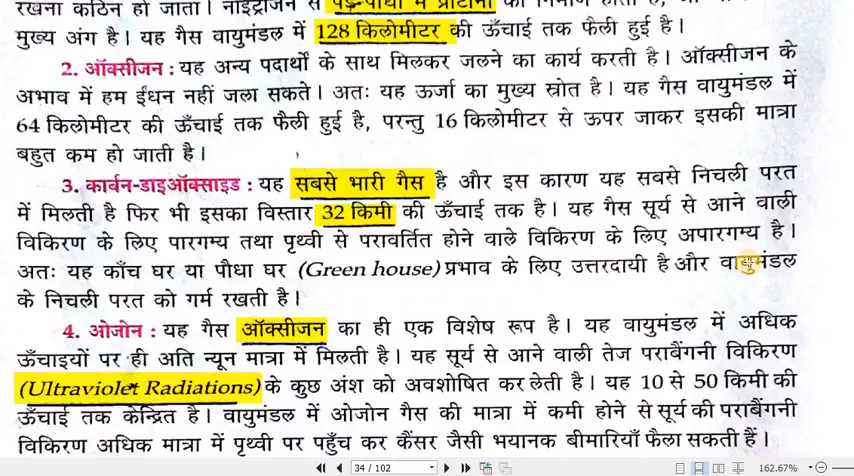 रखना कठिन हो जाता। नाइट्रोजन से पेड़-पौधों में प्रोटीनों का निर्माण होता है, जो
मुख्य अंग है। यह गैस वायुमंडल में 128 किलोमीटर की ऊँचाई तक फैली हुई है।
2. ऑक्सीजन : यह अन्य पदार्थों के साथ मिलकर जलने का कार्य करती है। ऑक्सीजन के
अभाव में हम ईंधन नहीं जला सकते। अतः यह ऊर्जा का मुख्य स्रोत है। यह गैस वायुमंडल में
64 किलोमीटर की ऊँचाई तक फैली हुई है, परन्तु 16 किलोमीटर से ऊपर जाकर इसकी मात्रा
बहुत कम हो जाती है।
3. कार्बन-डाइऑक्साइड : यह सबसे भारी गैस है और इस कारण यह सबसे निचली परत
में मिलती है फिर भी इसका विस्तार 32 किमी की ऊँचाई तक है। यह गैस सूर्य से आने वाली
विकिरण के लिए पारगम्य तथा पृथ्वी से परावर्तित होने वाले विकिरण के लिए अपारगम्य है।
अतः यह काँच घर या पौधा घर (Green house) प्रभाव के लिए उत्तरदायी है और वायुमंडल
के निचली परत को गर्म रखती है।
4. ओजोन : यह गैस ऑक्सीजन का ही एक विशेष रूप है। यह वायुमंडल में अधिक
ऊँचाइयों पर ही अति न्यून मात्रा में मिलती है। यह सूर्य से आने वाली तेज पराबैंगनी विकिरण
(Ultraviolet Radiations) के कुछ अंश को अवशोषित कर लेती है। यह 10 से 50 किमी की
ऊँचाई तक केन्द्रित है। वायुमंडल में ओजोन गैस की मात्रा में कमी होने से सूर्य की पराबैंगनी
विकिरण अधिक मात्रा में पृथ्वी पर पहुँच कर कैंसर जैसी भयानक बीमारियाँ फैला सकती हैं।
34 / 102 162.67%